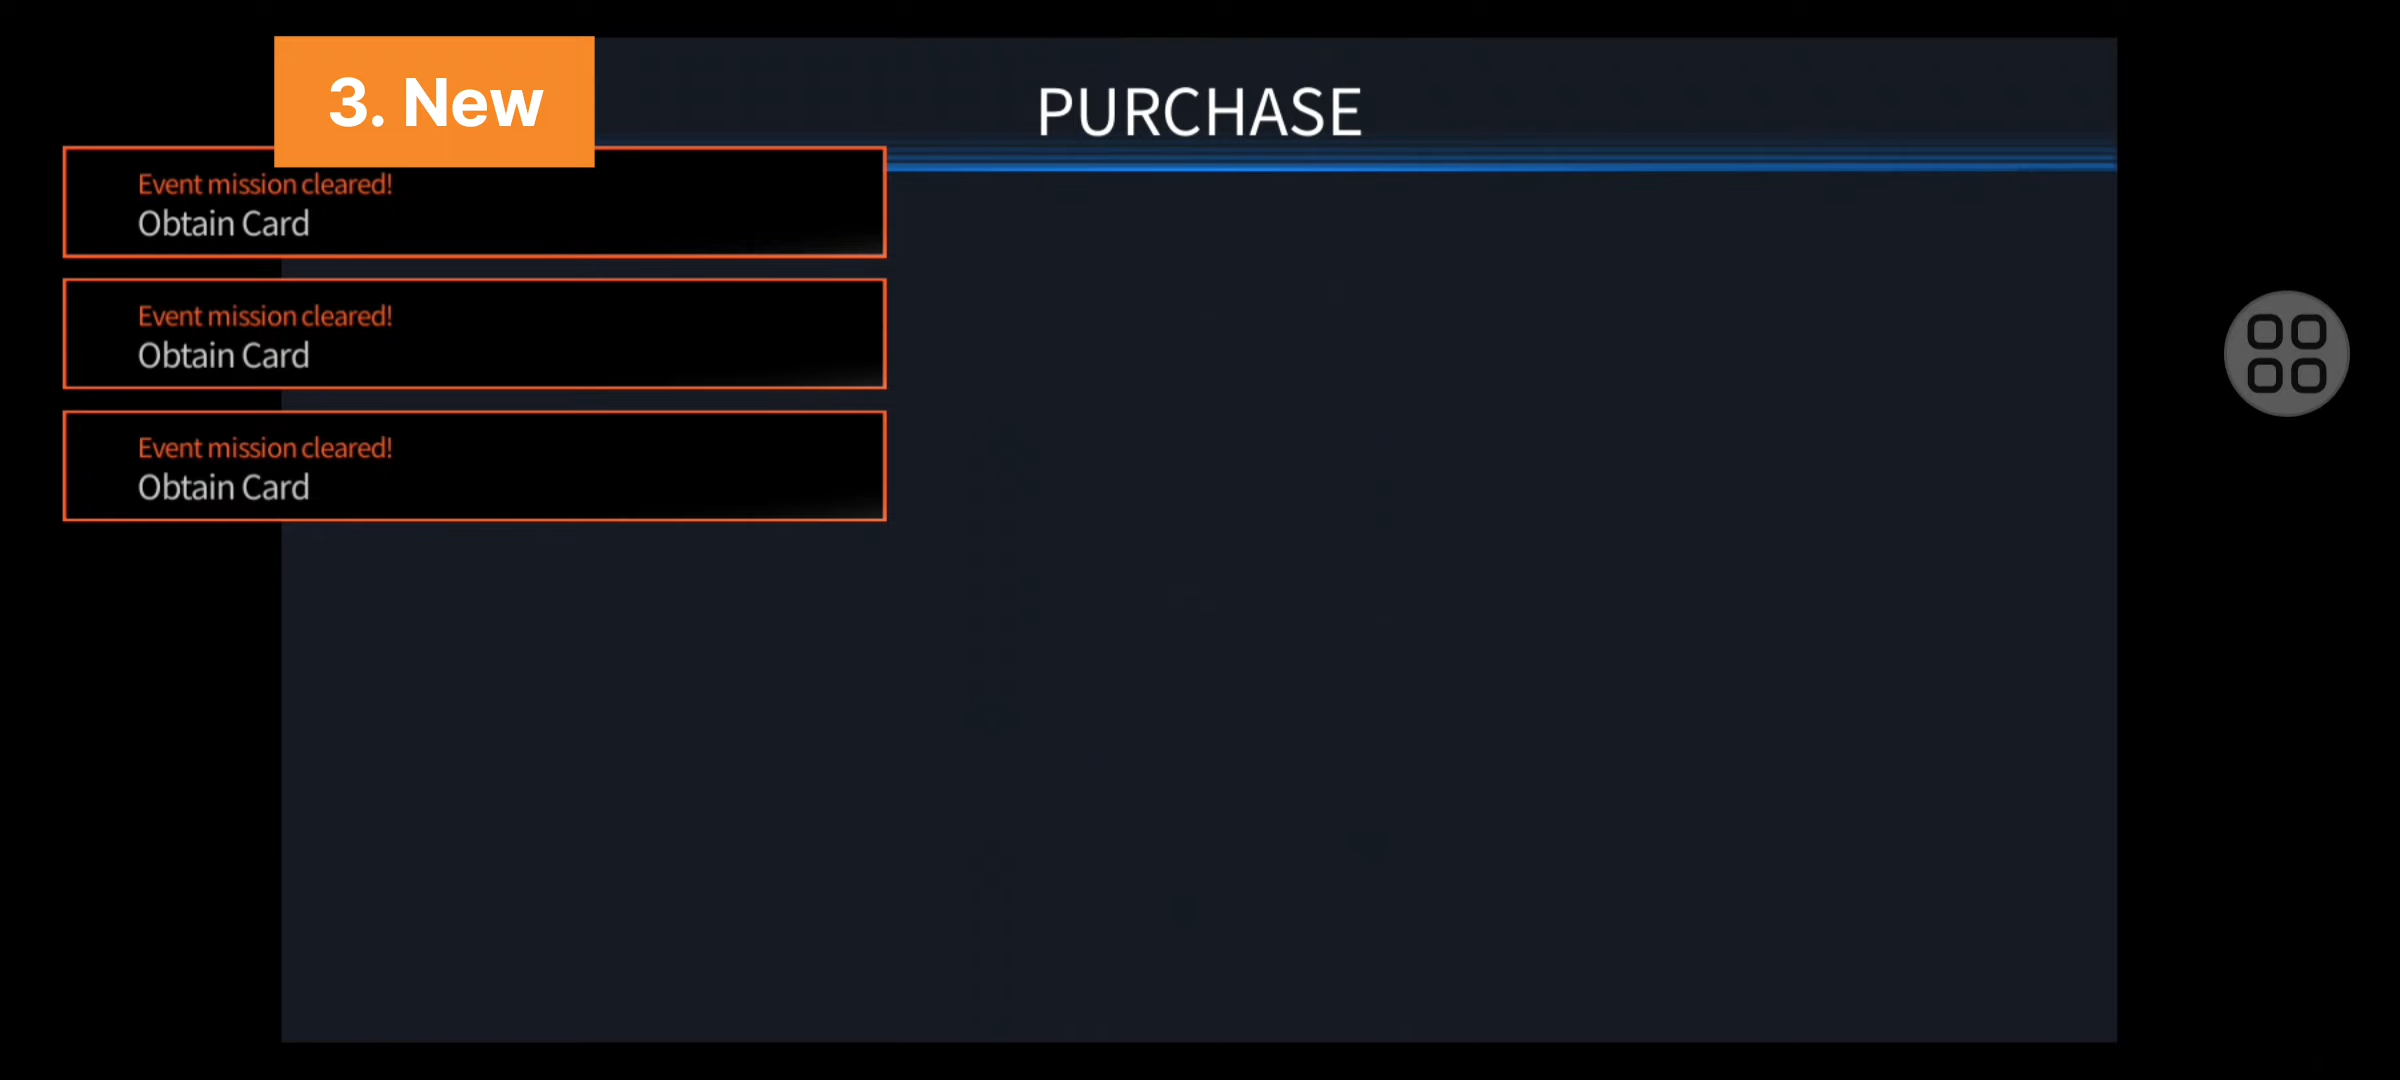 3. New
PURCHASE
Event mission cleared!
Obtain Card
Event mission cleared!
Obtain Card
Event mission cleared!
Obtain Card